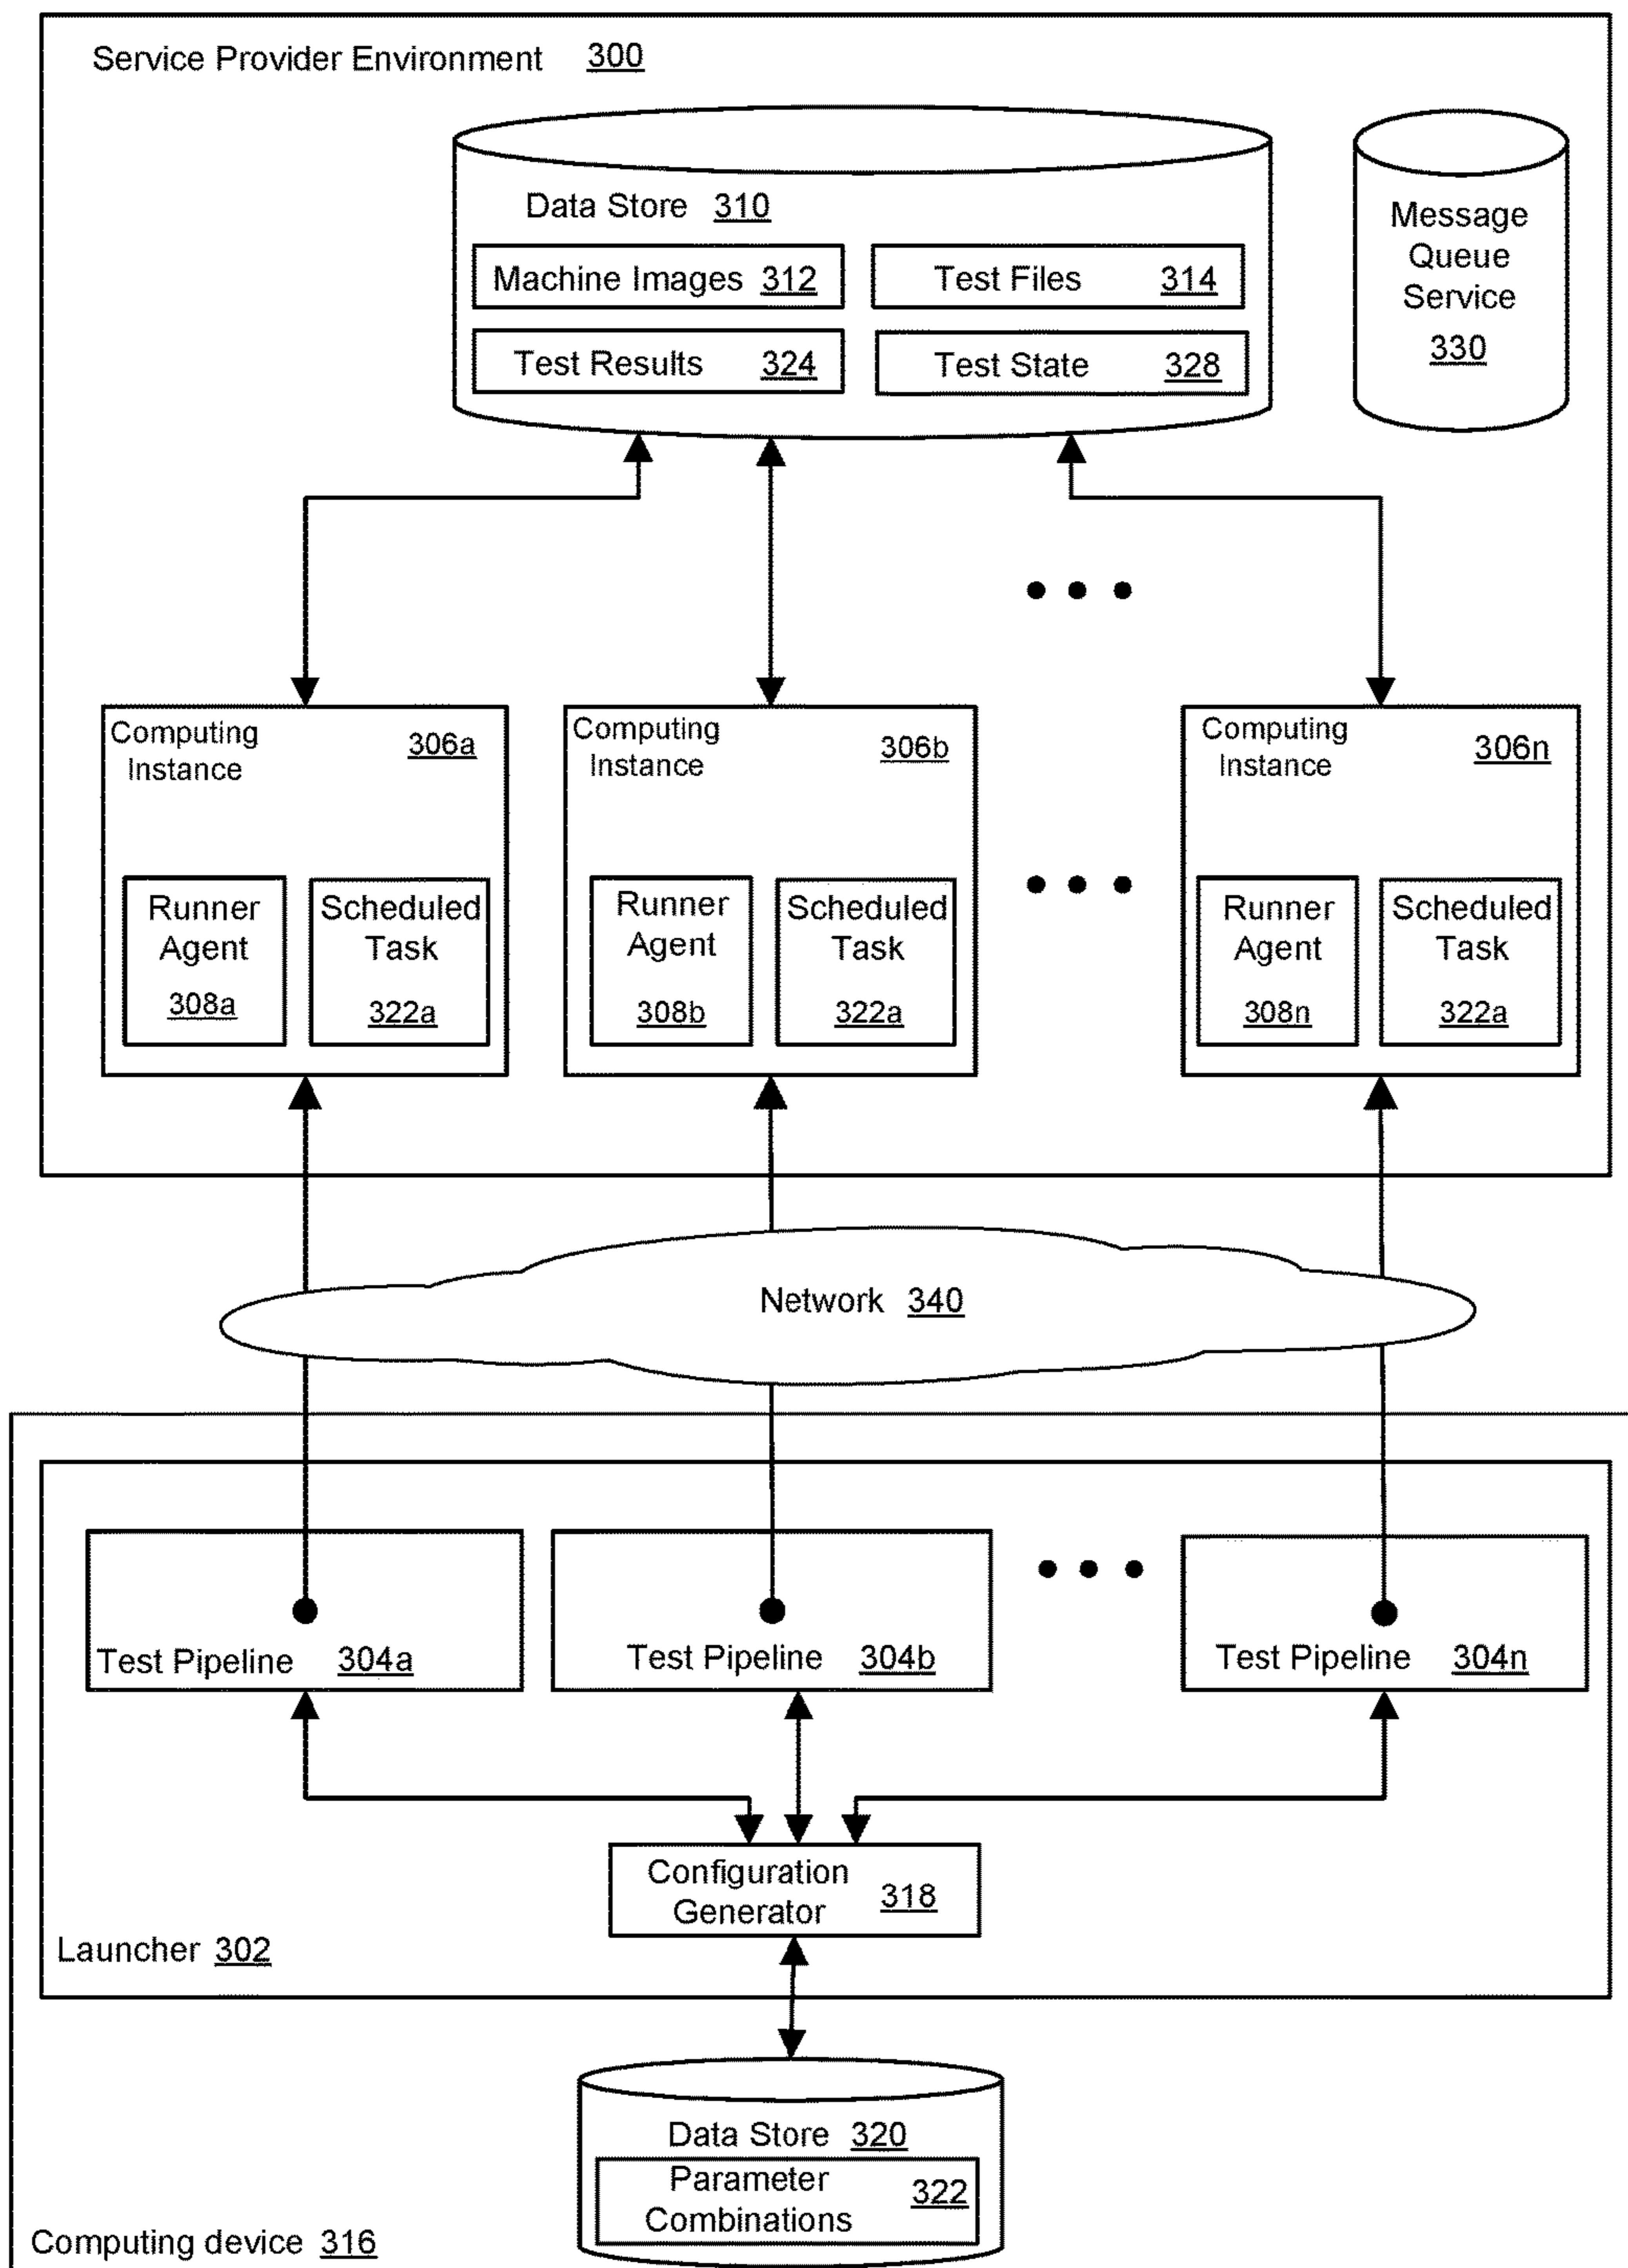 Service Provider Environment 300
Data Store 310
Machine Images 312
Test Files 314
Test Results 324
Test State 328
Message
Queue
Service
330
Computing
Instance
306a
Runner
Agent
308a
Scheduled
Task
322a
Computing
Instance
306b
Runner
Agent
308b
Scheduled
Task
322a
Computing
Instance
306n
Runner
Agent
308n
Scheduled
Task
322a
Network 340
Test Pipeline 304a
Test Pipeline 304b
Test Pipeline 304n
Configuration
Generator
318
Launcher 302
Data Store 320
Parameter
Combinations
322
Computing device 316